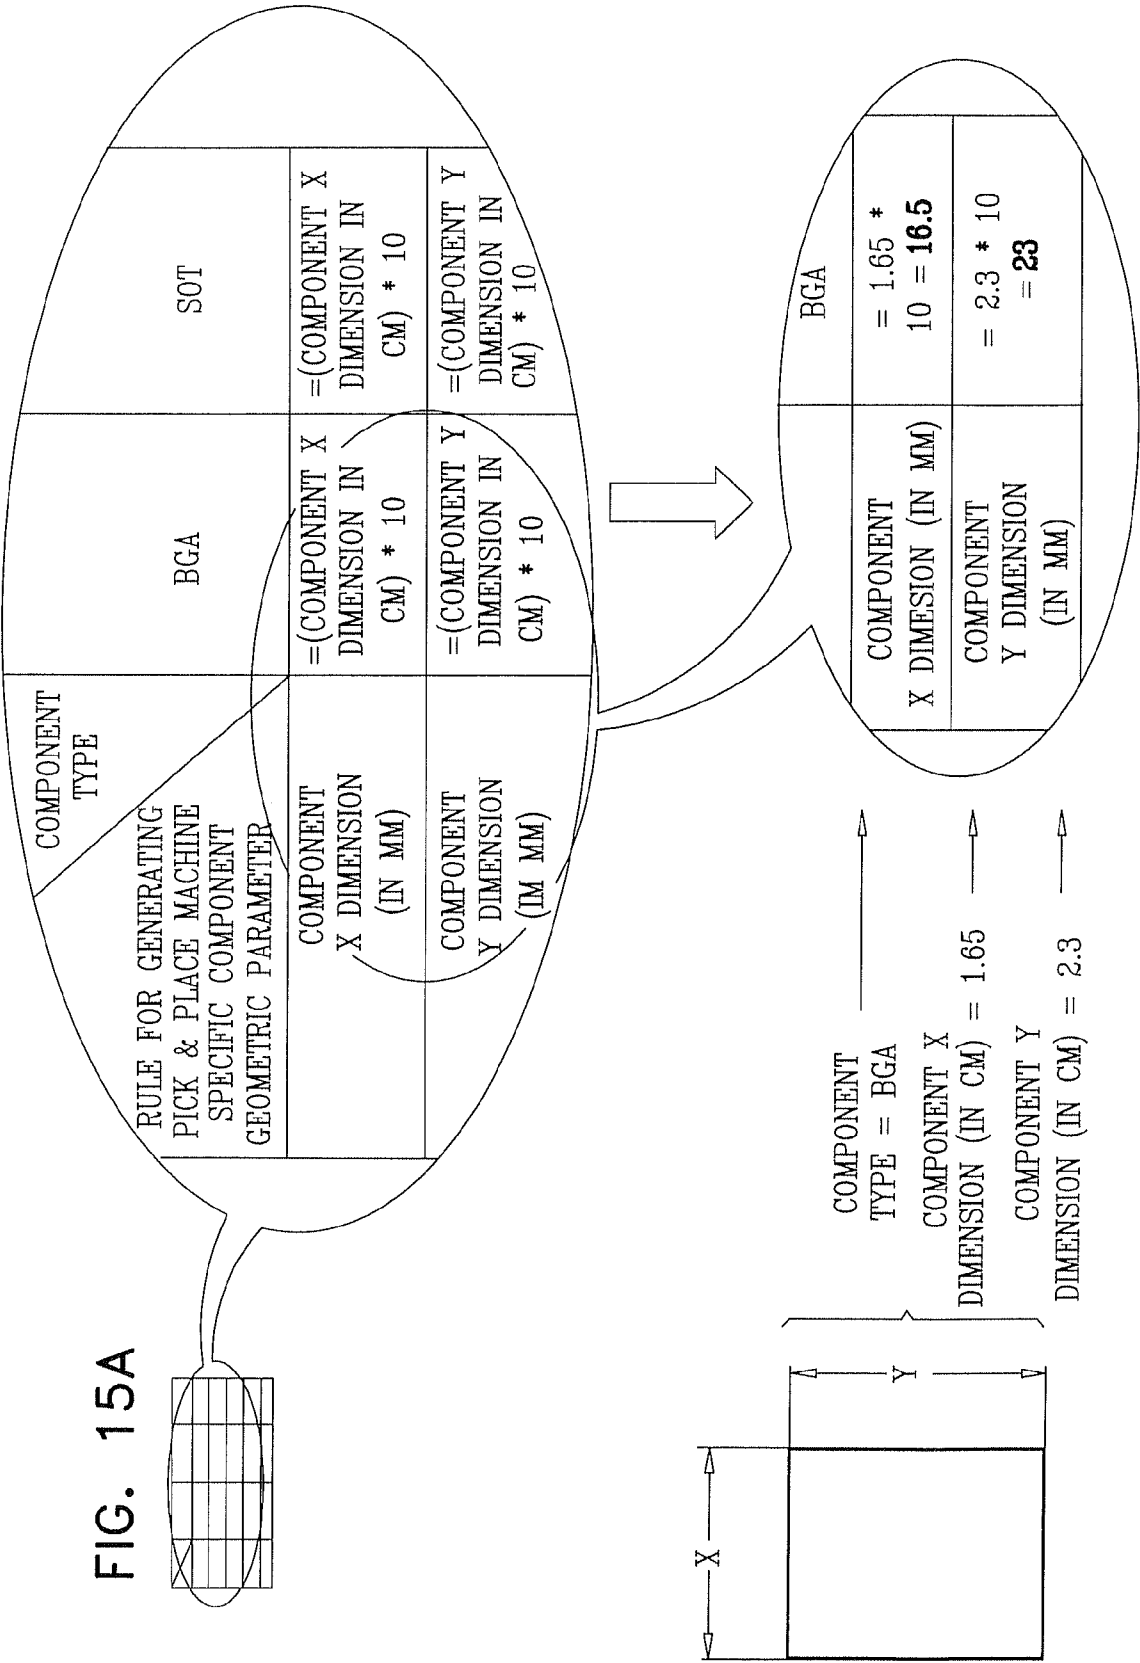 FIG. 15A
COMPONENT
TYPE
RULE FOR GENERATING
PICK & PLACE MACHINE
SPECIFIC COMPONENT
GEOMETRIC PARAMETER
BGA
SOT
COMPONENT
X DIMENSION
(IN MM)
=(COMPONENT X
DIMENSION IN
CM) * 10
=(COMPONENT X
DIMENSION IN
CM) * 10
COMPONENT
Y DIMENSION
(IM MM)
=(COMPONENT Y
DIMENSION IN
CM) * 10
=(COMPONENT Y
DIMENSION IN
CM) * 10
X
Y
COMPONENT
TYPE = BGA
COMPONENT X
DIMENSION (IN CM) = 1.65
COMPONENT Y
DIMENSION (IN CM) = 2.3
BGA
COMPONENT
X DIMESION (IN MM)
= 1.65 *
10 = 16.5
COMPONENT
Y DIMENSION
(IN MM)
= 2.3 * 10
= 23